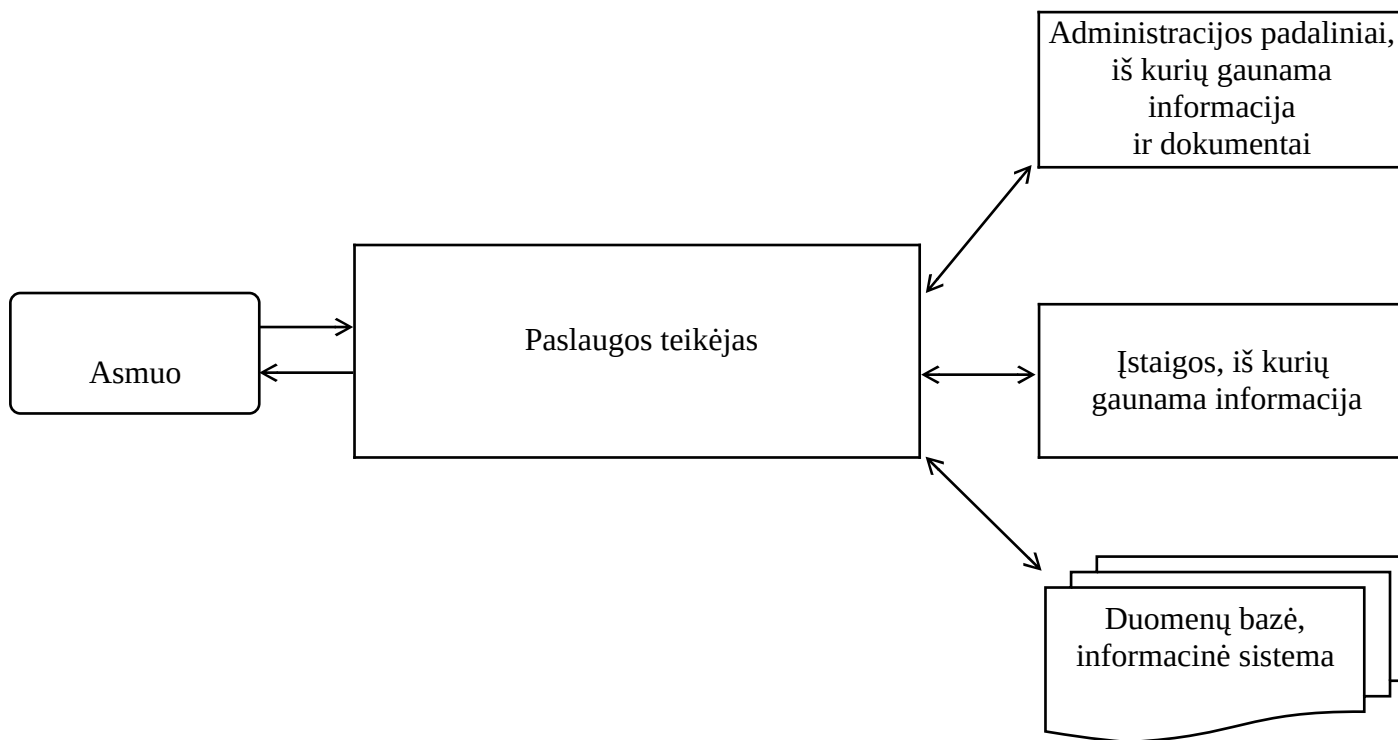 Administracijos padaliniai,
iš kurių gaunama
informacija
ir dokumentai
Asmuo
Paslaugos teikėjas
Įstaigos, iš kurių
gaunama informacija
Duomenų bazė,
informacinė sistema